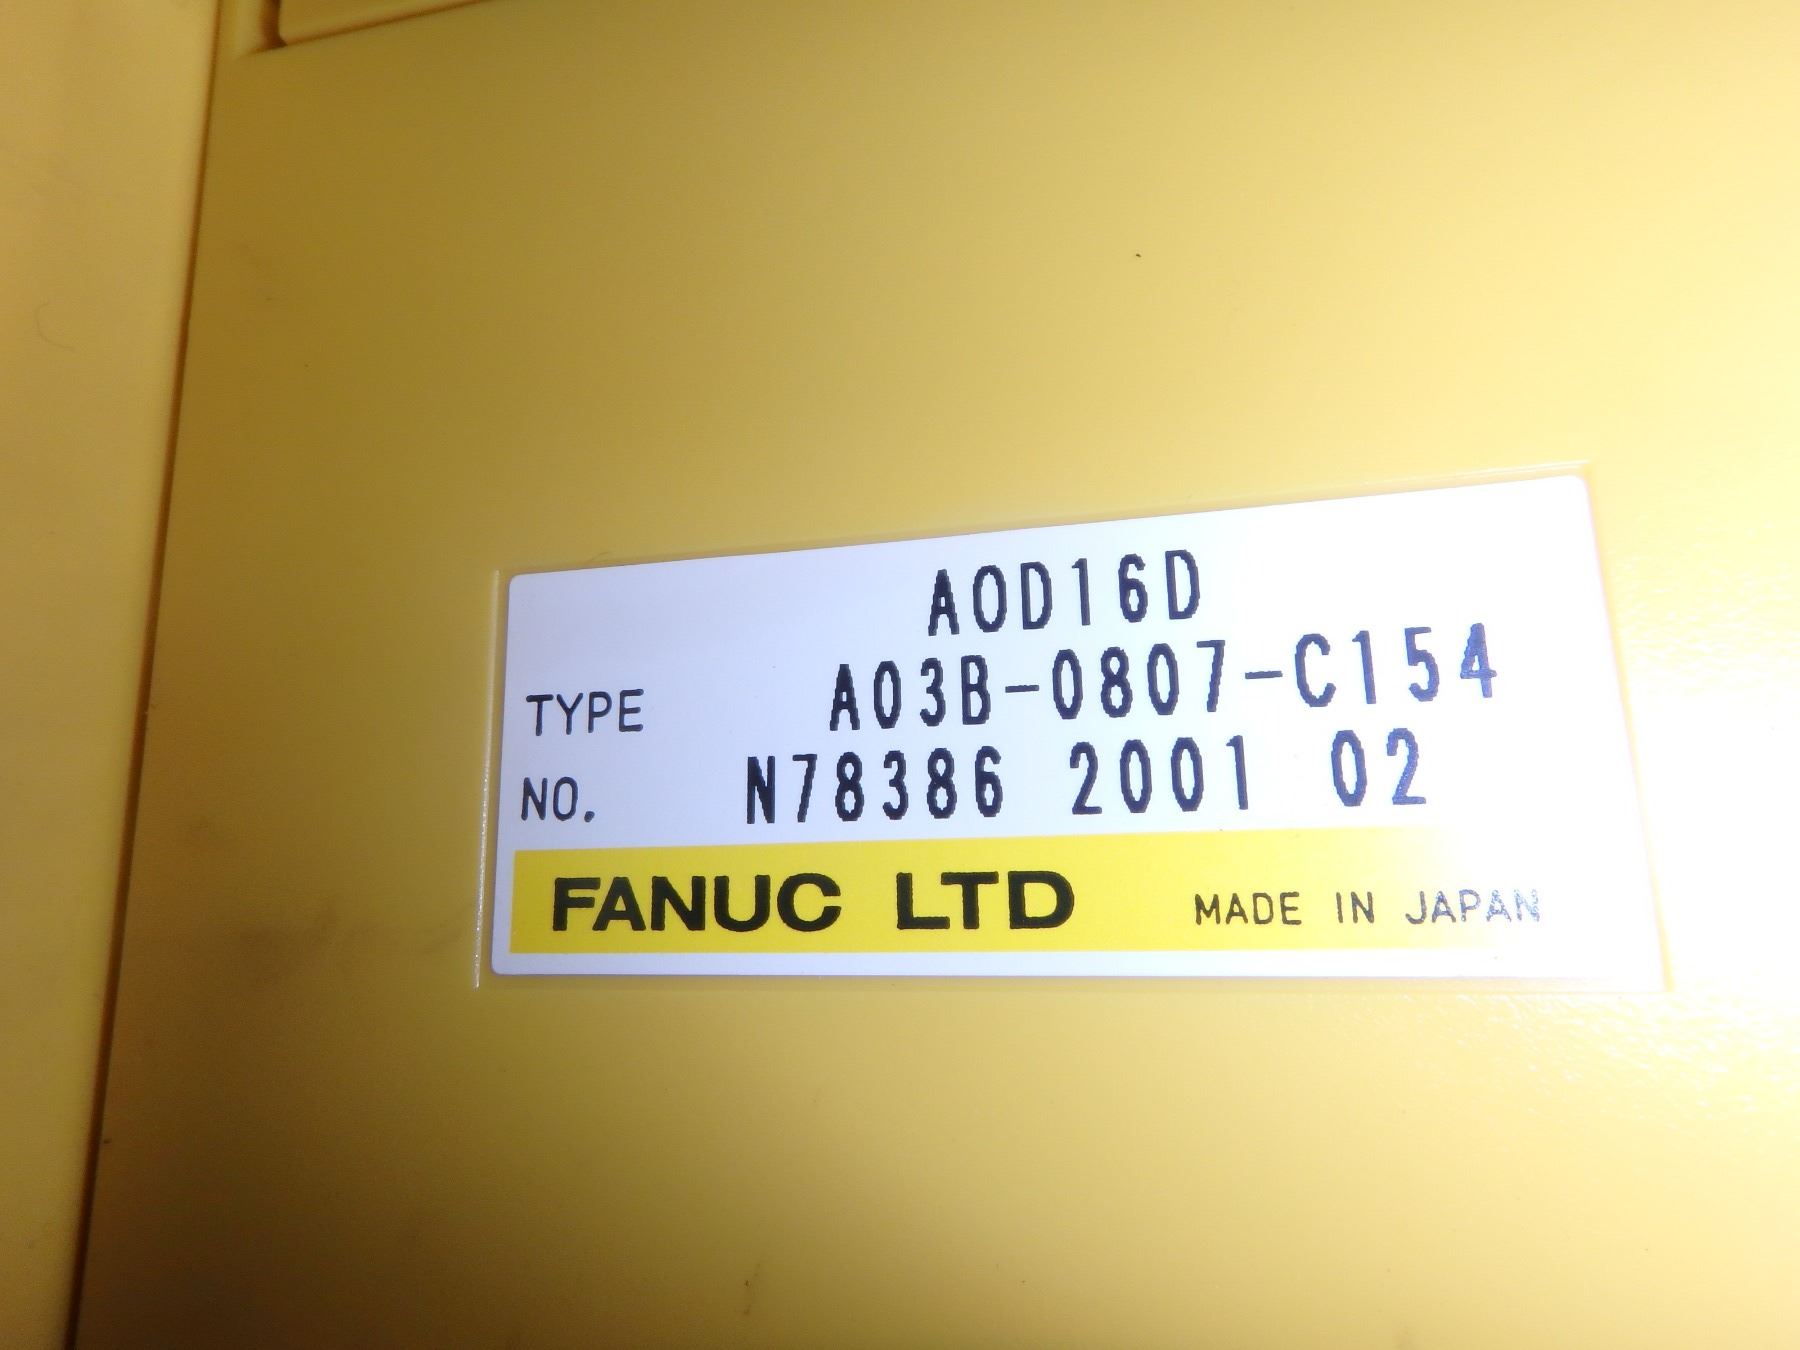 AOD16D
TYPE A03B-0807-C154
NO. N78386 2001 02
FANUC LTD MADE IN JAPAN